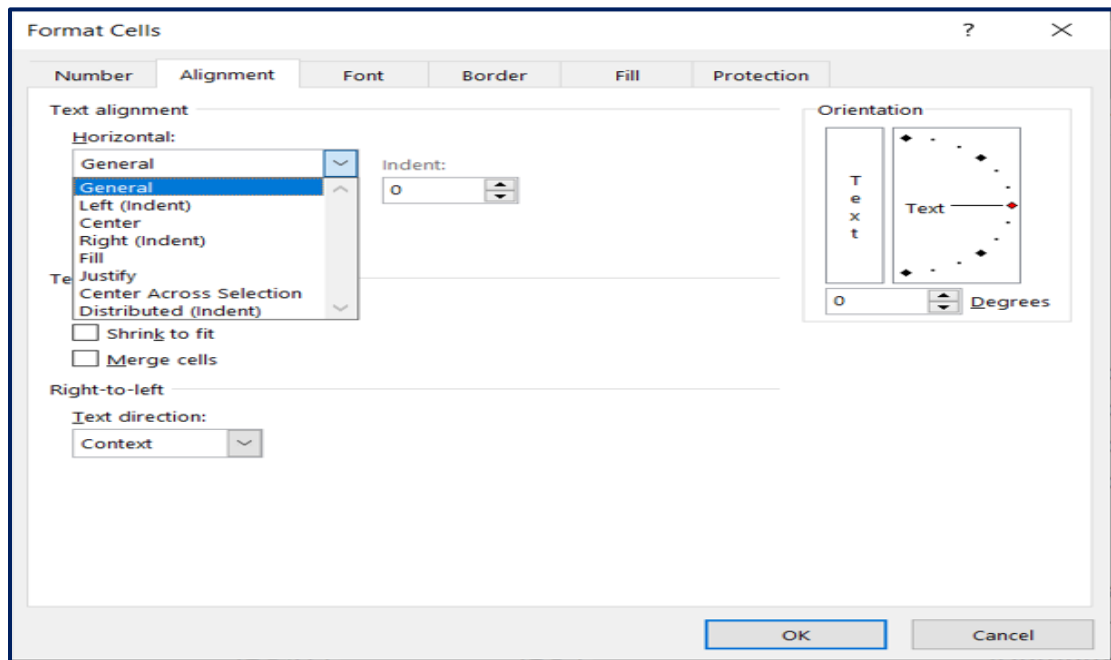 Format Cells ?
Number Alignment Font Border Fill Protection
Text alignment
Horizontal:
General
Indent:
0
General
Left (Indent)
Center
Right (Indent)
Fill
Justify
Center Across Selection
Distributed (Indent)
Te
Shrink to fit
Merge cells
Right-to-left
Text direction:
Context
Orientation
Text
Text
0 Degrees
OK Cancel